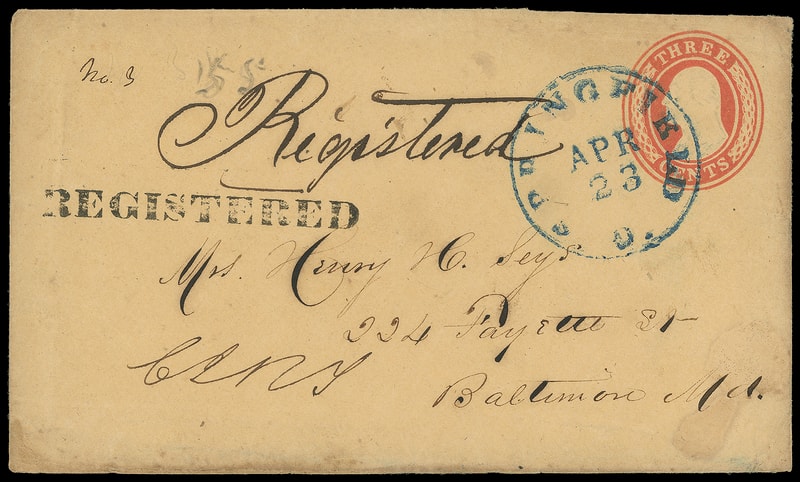 No. 3
Registered
THREE
CENTS
SPRINGFIELD O.
APR
23
REGISTERED
Mrs. Henry H. Seys
224 Fayette St
Baltimore Md.